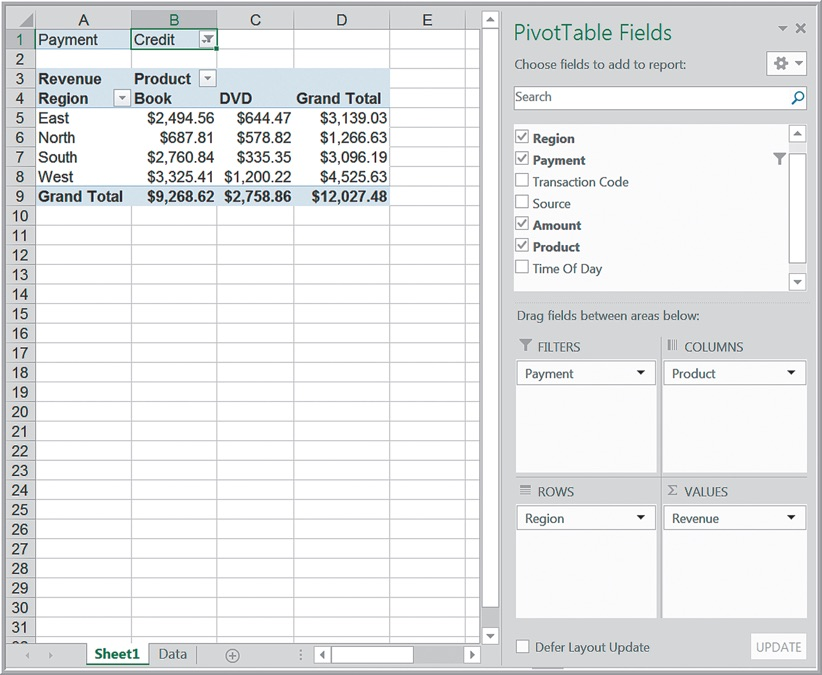 A B C D E
1 Payment Credit
2
3 Revenue Product
4 Region Book DVD Grand Total
5 East $2,494.56 $644.47 $3,139.03
6 North $687.81 $578.82 $1,266.63
7 South $2,760.84 $335.35 $3,096.19
8 West $3,325.41 $1,200.22 $4,525.63
9 Grand Total $9,268.62 $2,758.86 $12,027.48
10
11
12
13
14
15
16
17
18
19
20
21
22
23
24
25
26
27
28
29
30
31
Sheet1 Data
PivotTable Fields
Choose fields to add to report:
Search
Region
Payment
Transaction Code
Source
Amount
Product
Time Of Day
Drag fields between areas below:
FILTERS COLUMNS
Payment Product
ROWS Σ VALUES
Region Revenue
Defer Layout Update UPDATE